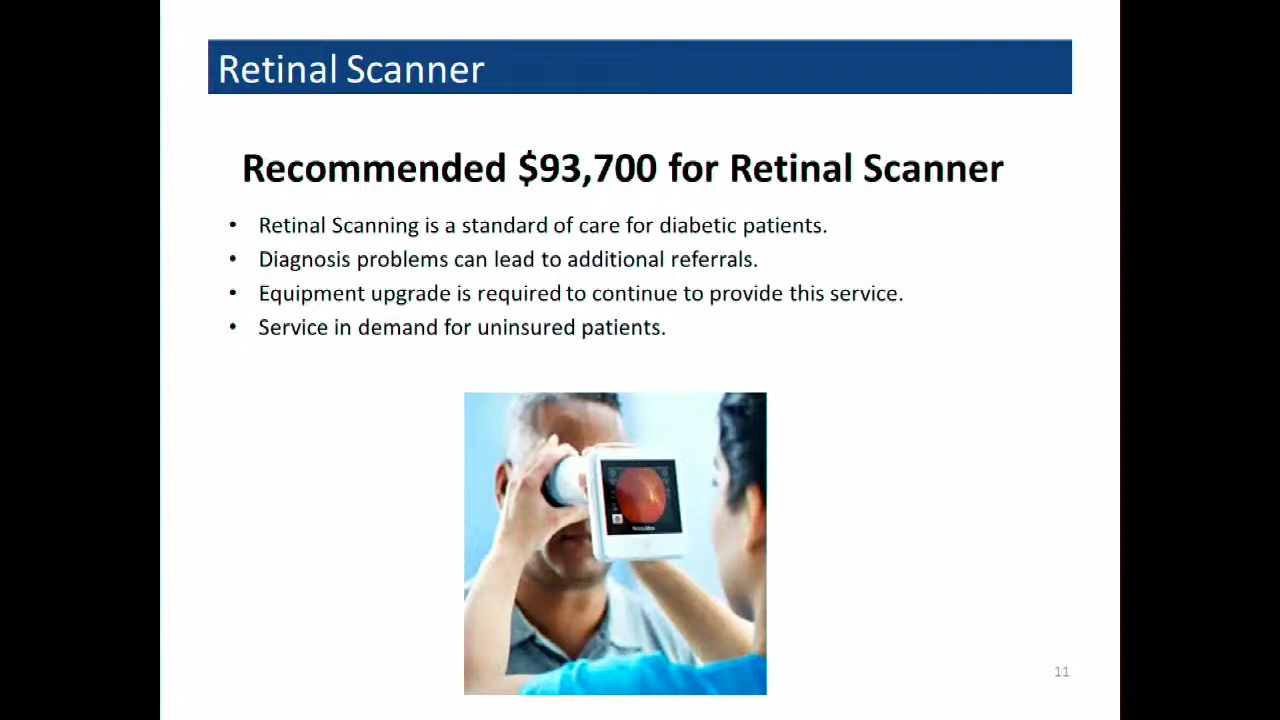 Retinal Scanner
Recommended $93,700 for Retinal Scanner
• Retinal Scanning is a standard of care for diabetic patients.
• Diagnosis problems can lead to additional referrals.
• Equipment upgrade is required to continue to provide this service.
• Service in demand for uninsured patients.
11